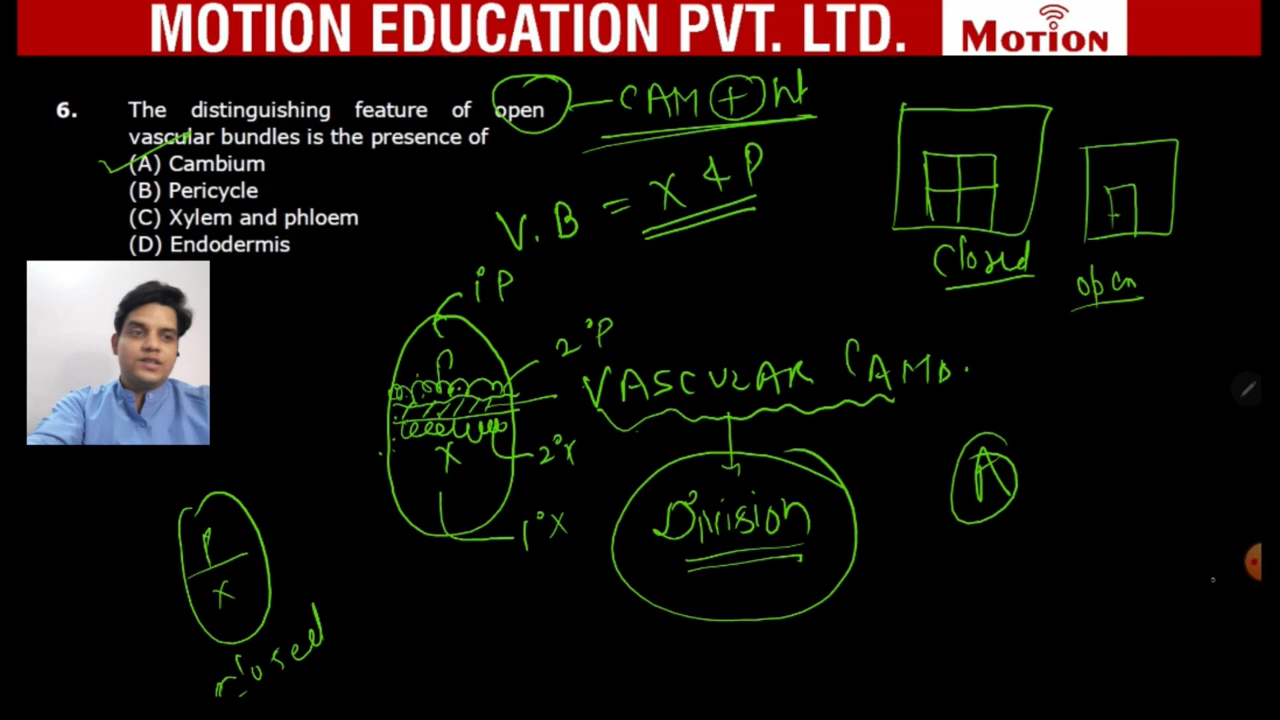 MOTION EDUCATION PVT. LTD.
MOTION
6. The distinguishing feature of open
vascular bundles is the presence of
(A) Cambium
(B) Pericycle
(C) Xylem and phloem
(D) Endodermis
CAM + nt
V.B = X & P
Closed
open
1°P
2°P
P
VASCULAR CAMB.
X
2°X
1°X
Division
A
P
X
closed